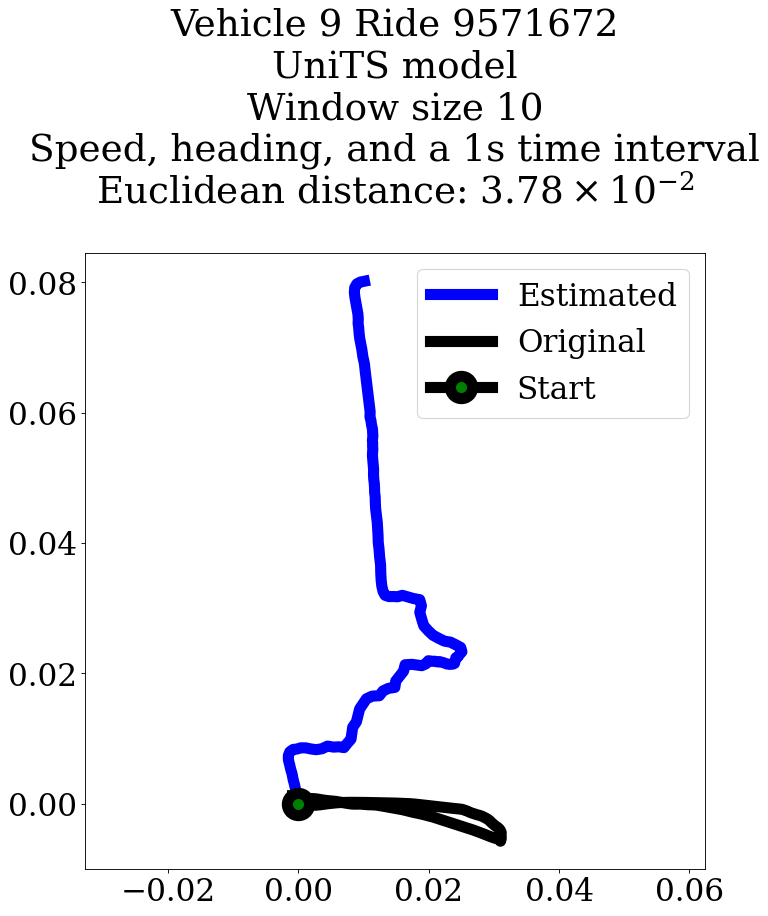 Vehicle 9 Ride 9571672
UniTS model
Window size 10
Speed, heading, and a 1s time interval
Euclidean distance: 3.78 × 10⁻²
Estimated
Original
Start
0.08
0.06
0.04
0.02
0.00
−0.02 0.00 0.02 0.04 0.06